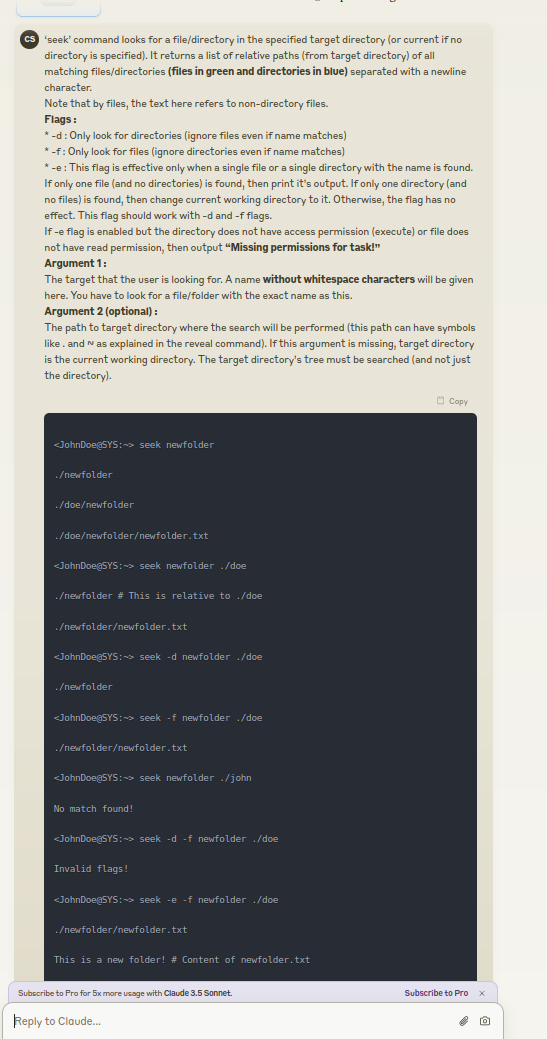 CS
'seek' command looks for a file/directory in the specified target directory (or current if no
directory is specified). It returns a list of relative paths (from target directory) of all
matching files/directories (files in green and directories in blue) separated with a newline
character.
Note that by files, the text here refers to non-directory files.
Flags :
* -d : Only look for directories (ignore files even if name matches)
* -f : Only look for files (ignore directories even if name matches)
* -e : This flag is effective only when a single file or a single directory with the name is found.
If only one file (and no directories) is found, then print it's output. If only one directory (and
no files) is found, then change current working directory to it. Otherwise, the flag has no
effect. This flag should work with -d and -f flags.
If -e flag is enabled but the directory does not have access permission (execute) or file does
not have read permission, then output “Missing permissions for task!”
Argument 1 :
The target that the user is looking for. A name without whitespace characters will be given
here. You have to look for a file/folder with the exact name as this.
Argument 2 (optional) :
The path to target directory where the search will be performed (this path can have symbols
like . and ~ as explained in the reveal command). If this argument is missing, target directory
is the current working directory. The target directory's tree must be searched (and not just
the directory).
Copy
<JohnDoe@SYS:~> seek newfolder
./newfolder
./doe/newfolder
./doe/newfolder/newfolder.txt
<JohnDoe@SYS:~> seek newfolder ./doe
./newfolder # This is relative to ./doe
./newfolder/newfolder.txt
<JohnDoe@SYS:~> seek -d newfolder ./doe
./newfolder
<JohnDoe@SYS:~> seek -f newfolder ./doe
./newfolder/newfolder.txt
<JohnDoe@SYS:~> seek newfolder ./john
No match found!
<JohnDoe@SYS:~> seek -d -f newfolder ./doe
Invalid flags!
<JohnDoe@SYS:~> seek -e -f newfolder ./doe
./newfolder/newfolder.txt
This is a new folder! # Content of newfolder.txt
Subscribe to Pro for 5x more usage with Claude 3.5 Sonnet.
Subscribe to Pro
Reply to Claude...